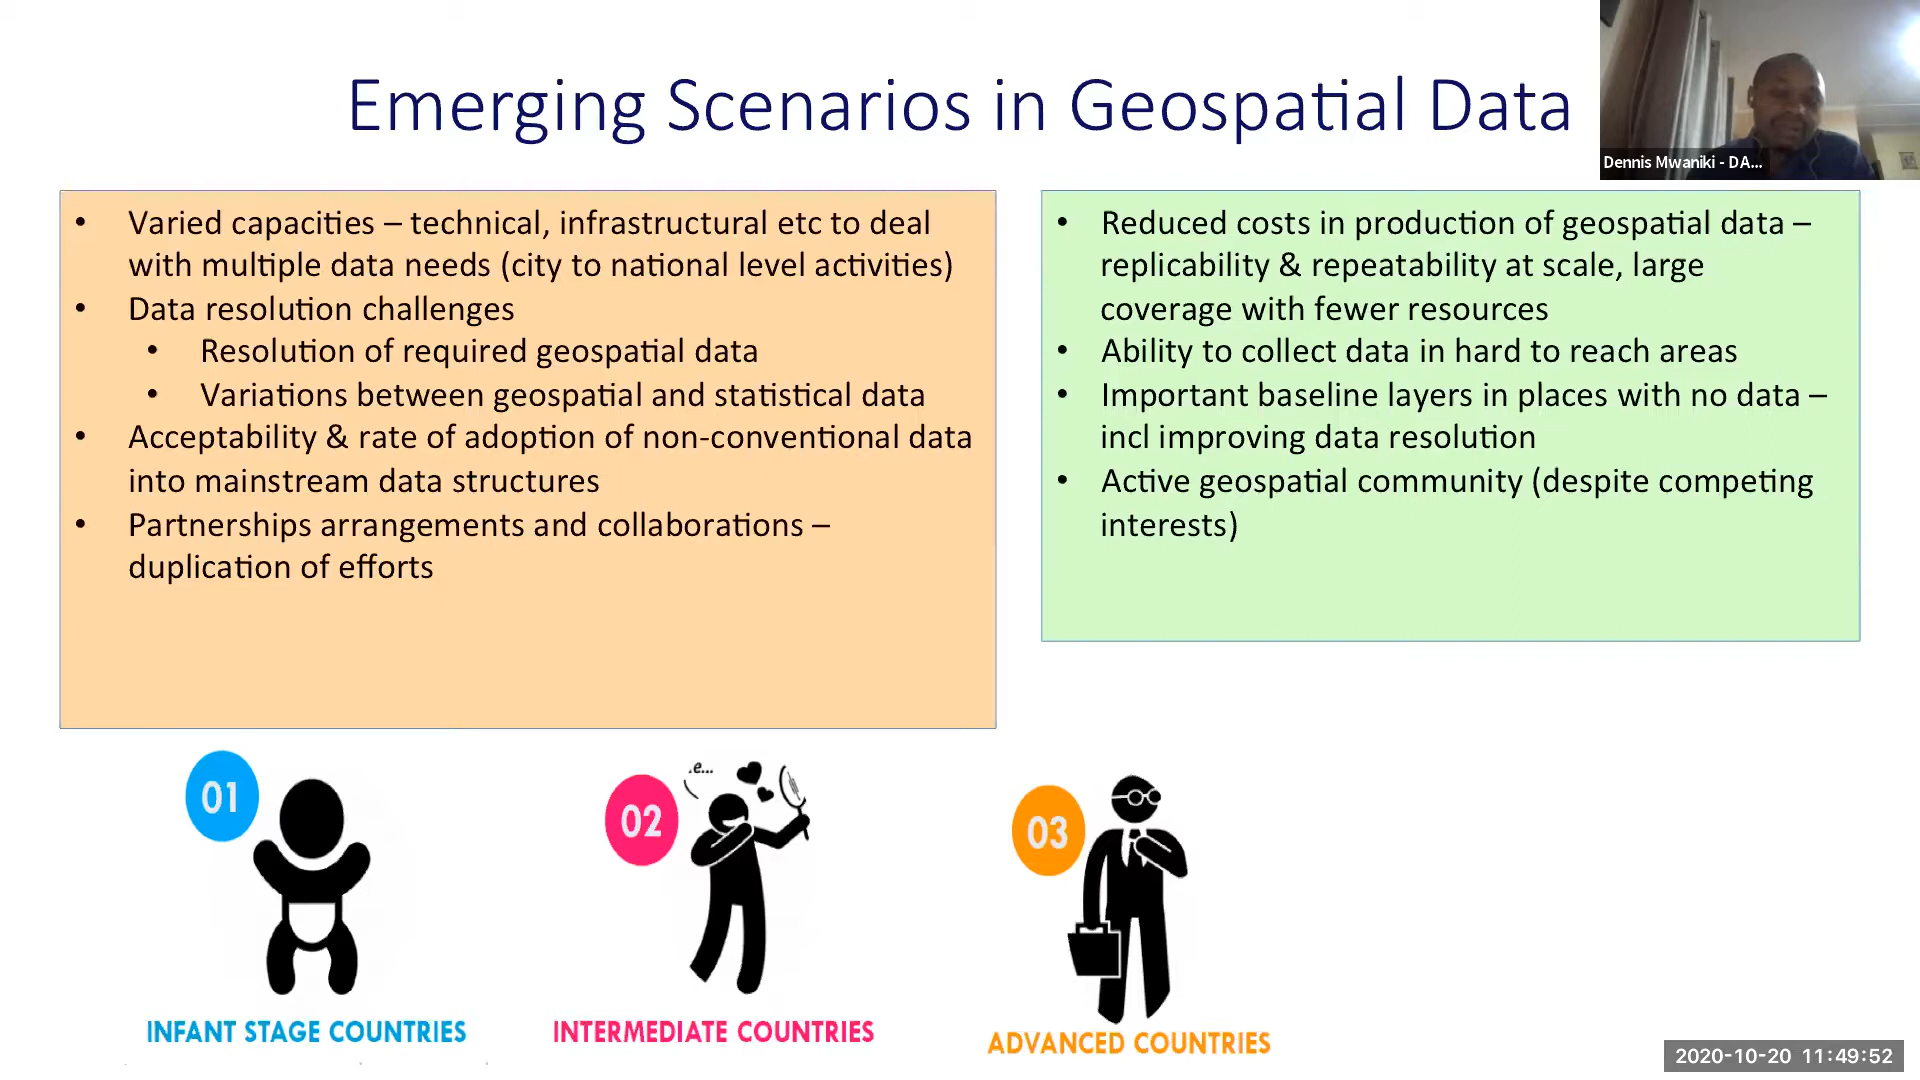 Emerging Scenarios in Geospatial Data
Dennis Mwaniki - DA...
• Varied capacities – technical, infrastructural etc to deal
with multiple data needs (city to national level activities)
• Data resolution challenges
• Resolution of required geospatial data
• Variations between geospatial and statistical data
• Acceptability & rate of adoption of non-conventional data
into mainstream data structures
• Partnerships arrangements and collaborations –
duplication of efforts
• Reduced costs in production of geospatial data –
replicability & repeatability at scale, large
coverage with fewer resources
• Ability to collect data in hard to reach areas
• Important baseline layers in places with no data –
incl improving data resolution
• Active geospatial community (despite competing
interests)
01
.e...
02
03
INFANT STAGE COUNTRIES
INTERMEDIATE COUNTRIES
ADVANCED COUNTRIES
2020-10-20 11:49:52